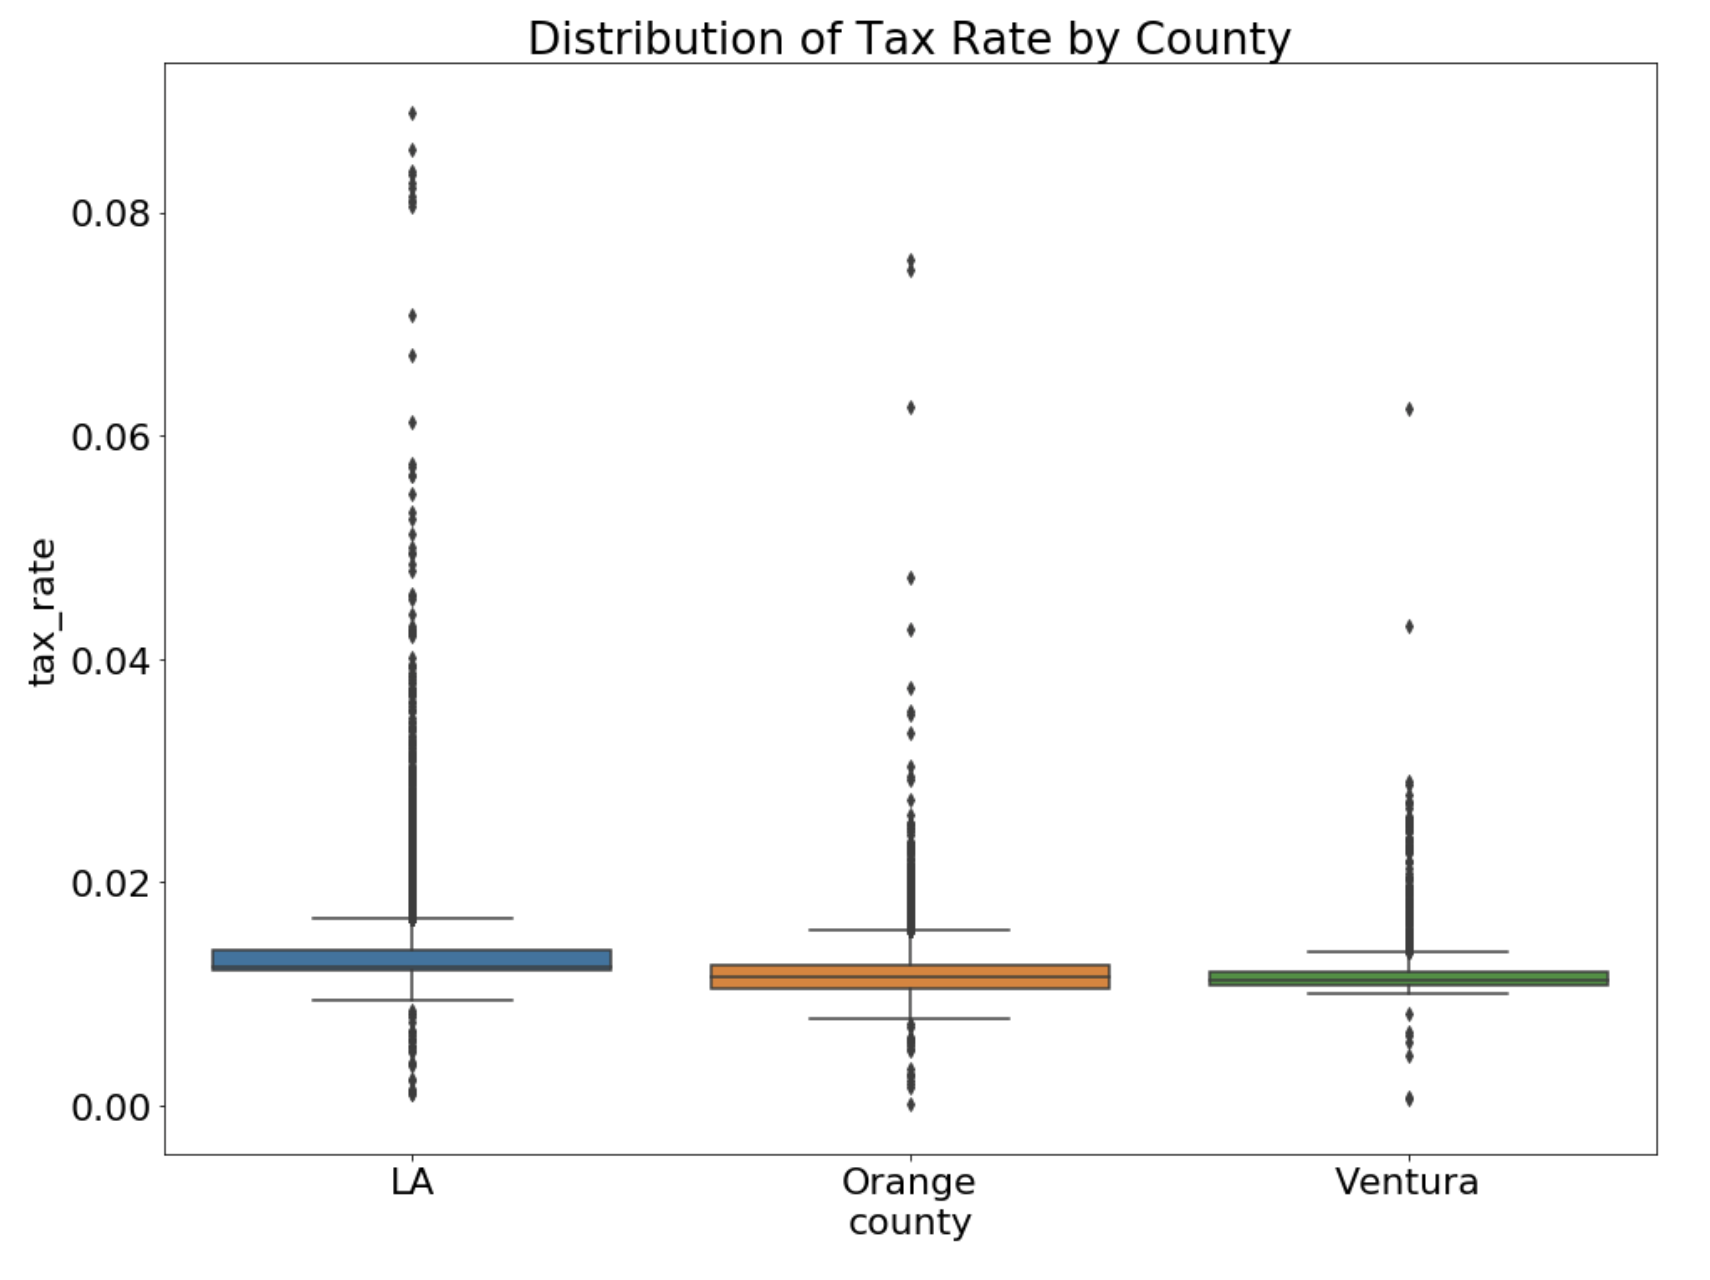 Distribution of Tax Rate by County
tax_rate
0.08
0.06
0.04
0.02
0.00
LA
Orange
Ventura
county